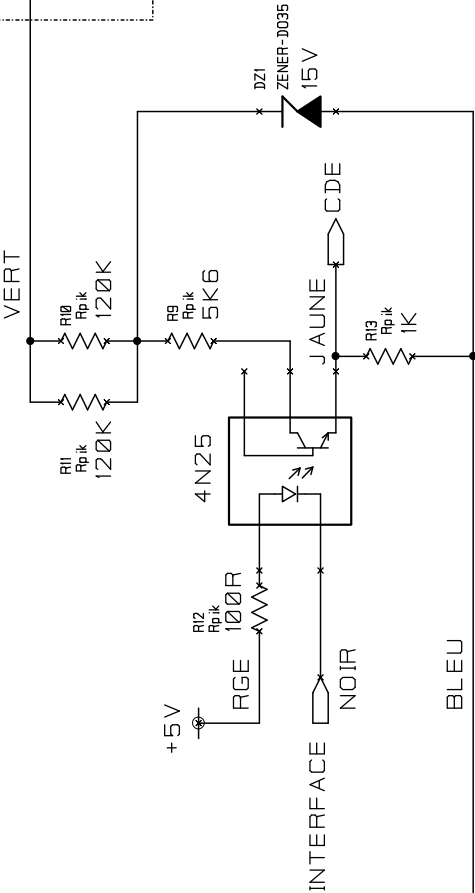 DZ1
ZENER-DO35
15V
VERT
R10
Rpik
120K
R9
Rpik
5K6
CDE
JAUNE
R13
Rpik
1K
R11
Rpik
120K
4N25
R12
Rpik
100R
RGE
+5V
NOIR
INTERFACE
BLEU